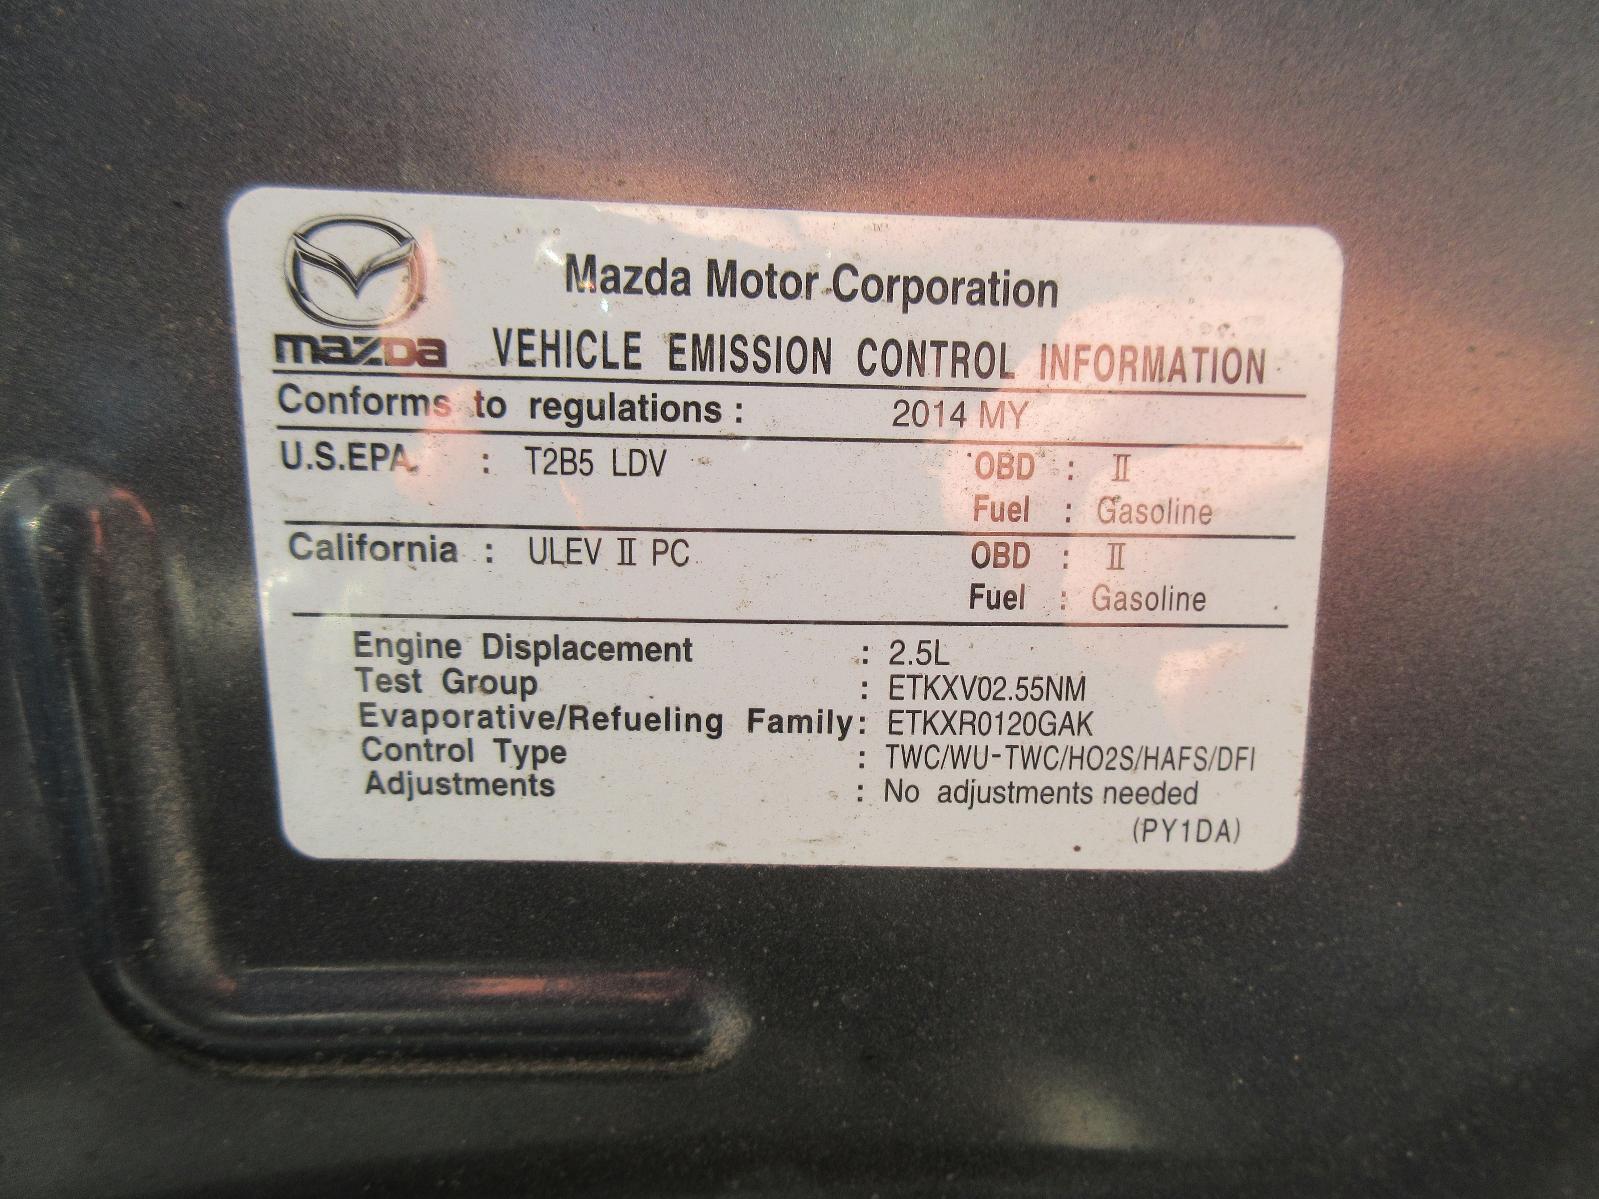 Mazda Motor Corporation
mazda VEHICLE EMISSION CONTROL INFORMATION
Conforms to regulations : 2014 MY
U.S.EPA : T2B5 LDV OBD : II
Fuel : Gasoline
California : ULEV II PC OBD : II
Fuel : Gasoline
Engine Displacement : 2.5L
Test Group : ETKXV02.55NM
Evaporative/Refueling Family : ETKXR0120GAK
Control Type : TWC/WU-TWC/HO2S/HAFS/DFI
Adjustments : No adjustments needed
(PY1DA)